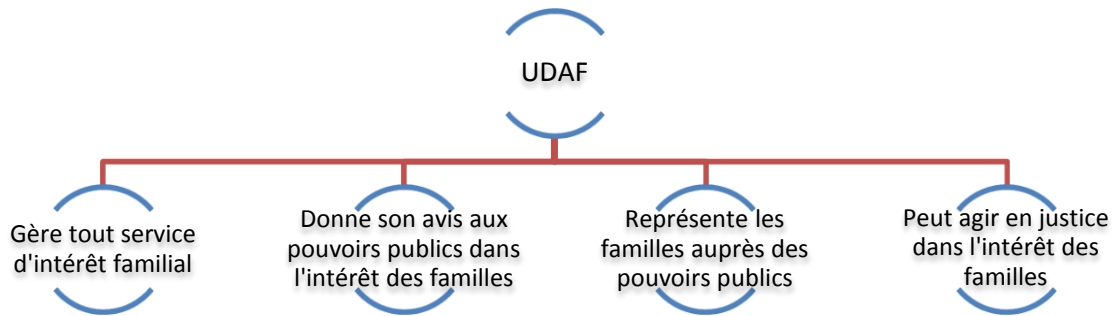 UDAF
Gère tout service
d'intérêt familial
Donne son avis aux
pouvoirs publics dans
l'intérêt des familles
Représente les
familles auprès des
pouvoirs publics
Peut agir en justice
dans l'intérêt des
familles